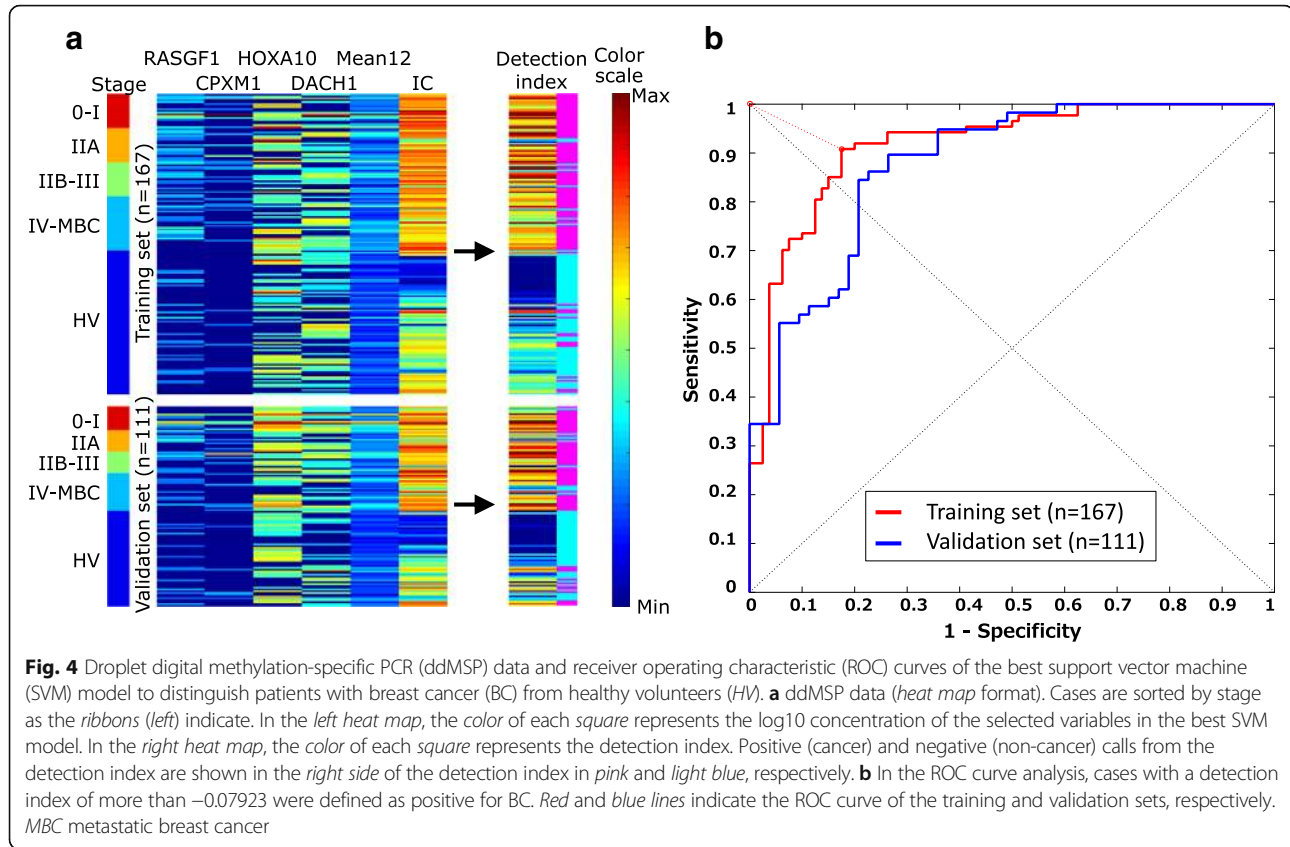 a
RASGF1 HOXA10 Mean12
Stage CPXM1 DACH1 IC
Detection index
Color scale
Max
Min
0-I
IIA
IIB-III
IV-MBC
HV
Training set (n=167)
0-I
IIA
IIB-III
IV-MBC
HV
Validation set (n=111)
b
1
0.9
0.8
0.7
0.6
0.5
0.4
0.3
0.2
0.1
0
Sensitivity
0 0.1 0.2 0.3 0.4 0.5 0.6 0.7 0.8 0.9 1
1 - Specificity
Training set (n=167)
Validation set (n=111)
Fig. 4 Droplet digital methylation-specific PCR (ddMSP) data and receiver operating characteristic (ROC) curves of the best support vector machine
(SVM) model to distinguish patients with breast cancer (BC) from healthy volunteers (HV). a ddMSP data (heat map format). Cases are sorted by stage
as the ribbons (left) indicate. In the left heat map, the color of each square represents the log10 concentration of the selected variables in the best SVM
model. In the right heat map, the color of each square represents the detection index. Positive (cancer) and negative (non-cancer) calls from the
detection index are shown in the right side of the detection index in pink and light blue, respectively. b In the ROC curve analysis, cases with a detection
index of more than −0.07923 were defined as positive for BC. Red and blue lines indicate the ROC curve of the training and validation sets, respectively.
MBC metastatic breast cancer